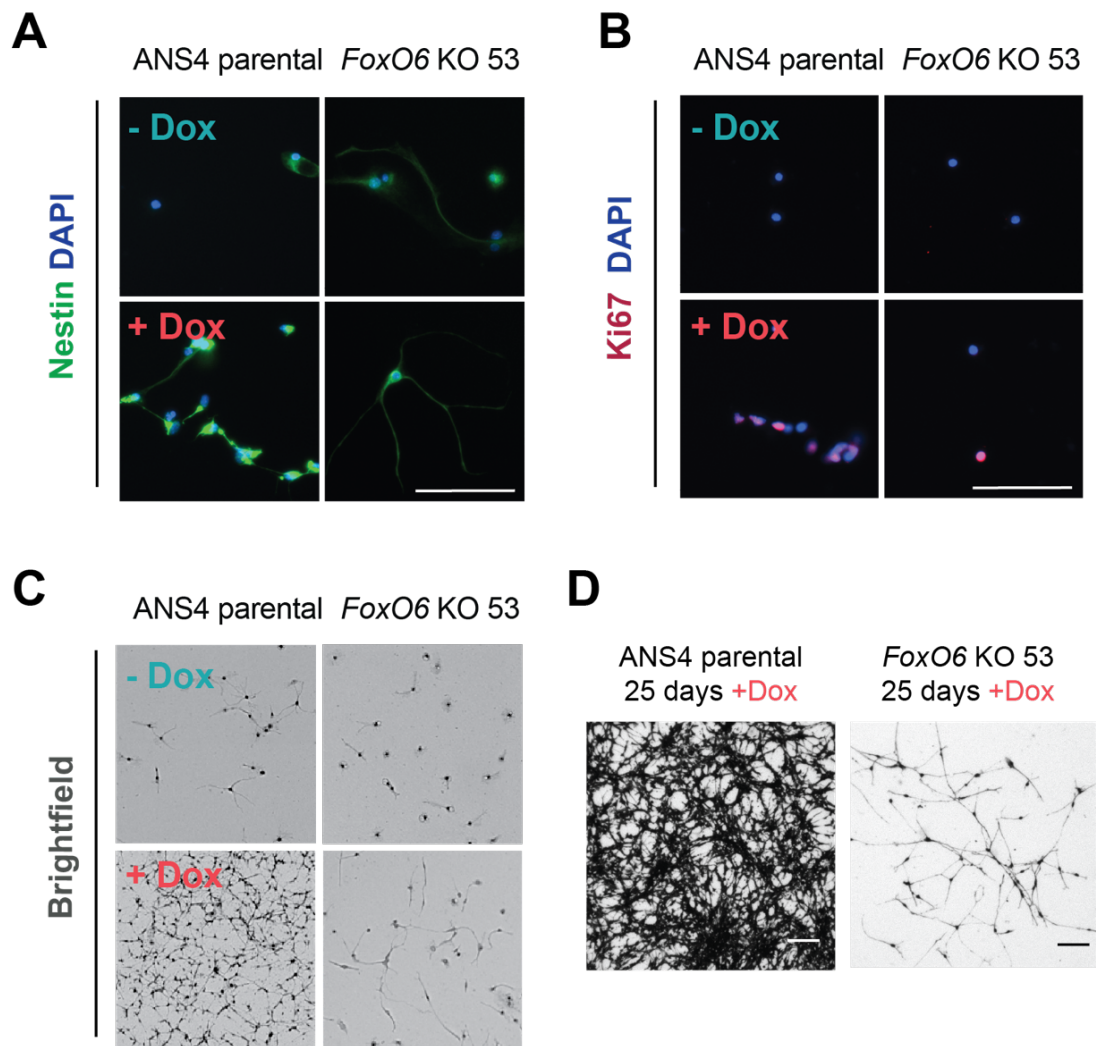 A
ANS4 parental FoxO6 KO 53
- Dox
+ Dox
Nestin DAPI
B
ANS4 parental FoxO6 KO 53
- Dox
+ Dox
Ki67 DAPI
C
ANS4 parental FoxO6 KO 53
- Dox
+ Dox
Brightfield
D
ANS4 parental
25 days +Dox
FoxO6 KO 53
25 days +Dox